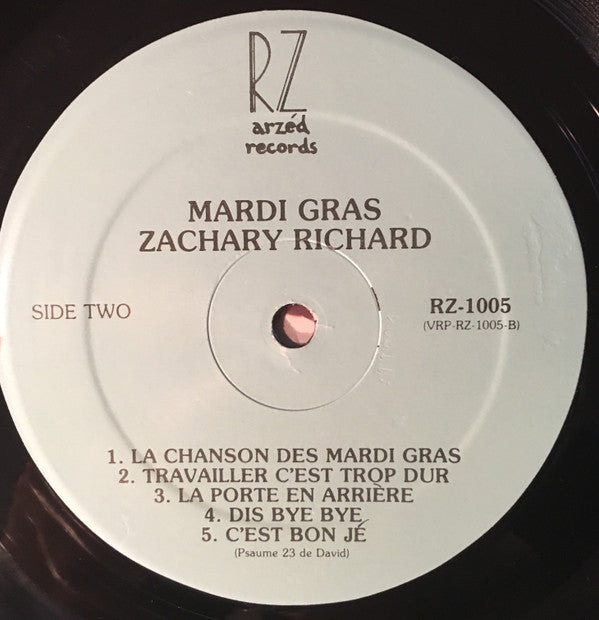 RZ
arzéd
records
MARDI GRAS
ZACHARY RICHARD
SIDE TWO
RZ-1005
(VRP-RZ-1005-B)
1. LA CHANSON DES MARDI GRAS
2. TRAVAILLER C'EST TROP DUR
3. LA PORTE EN ARRIÈRE
4. DIS BYE BYE
5. C'EST BON JÉ
(Psaume 23 de David)